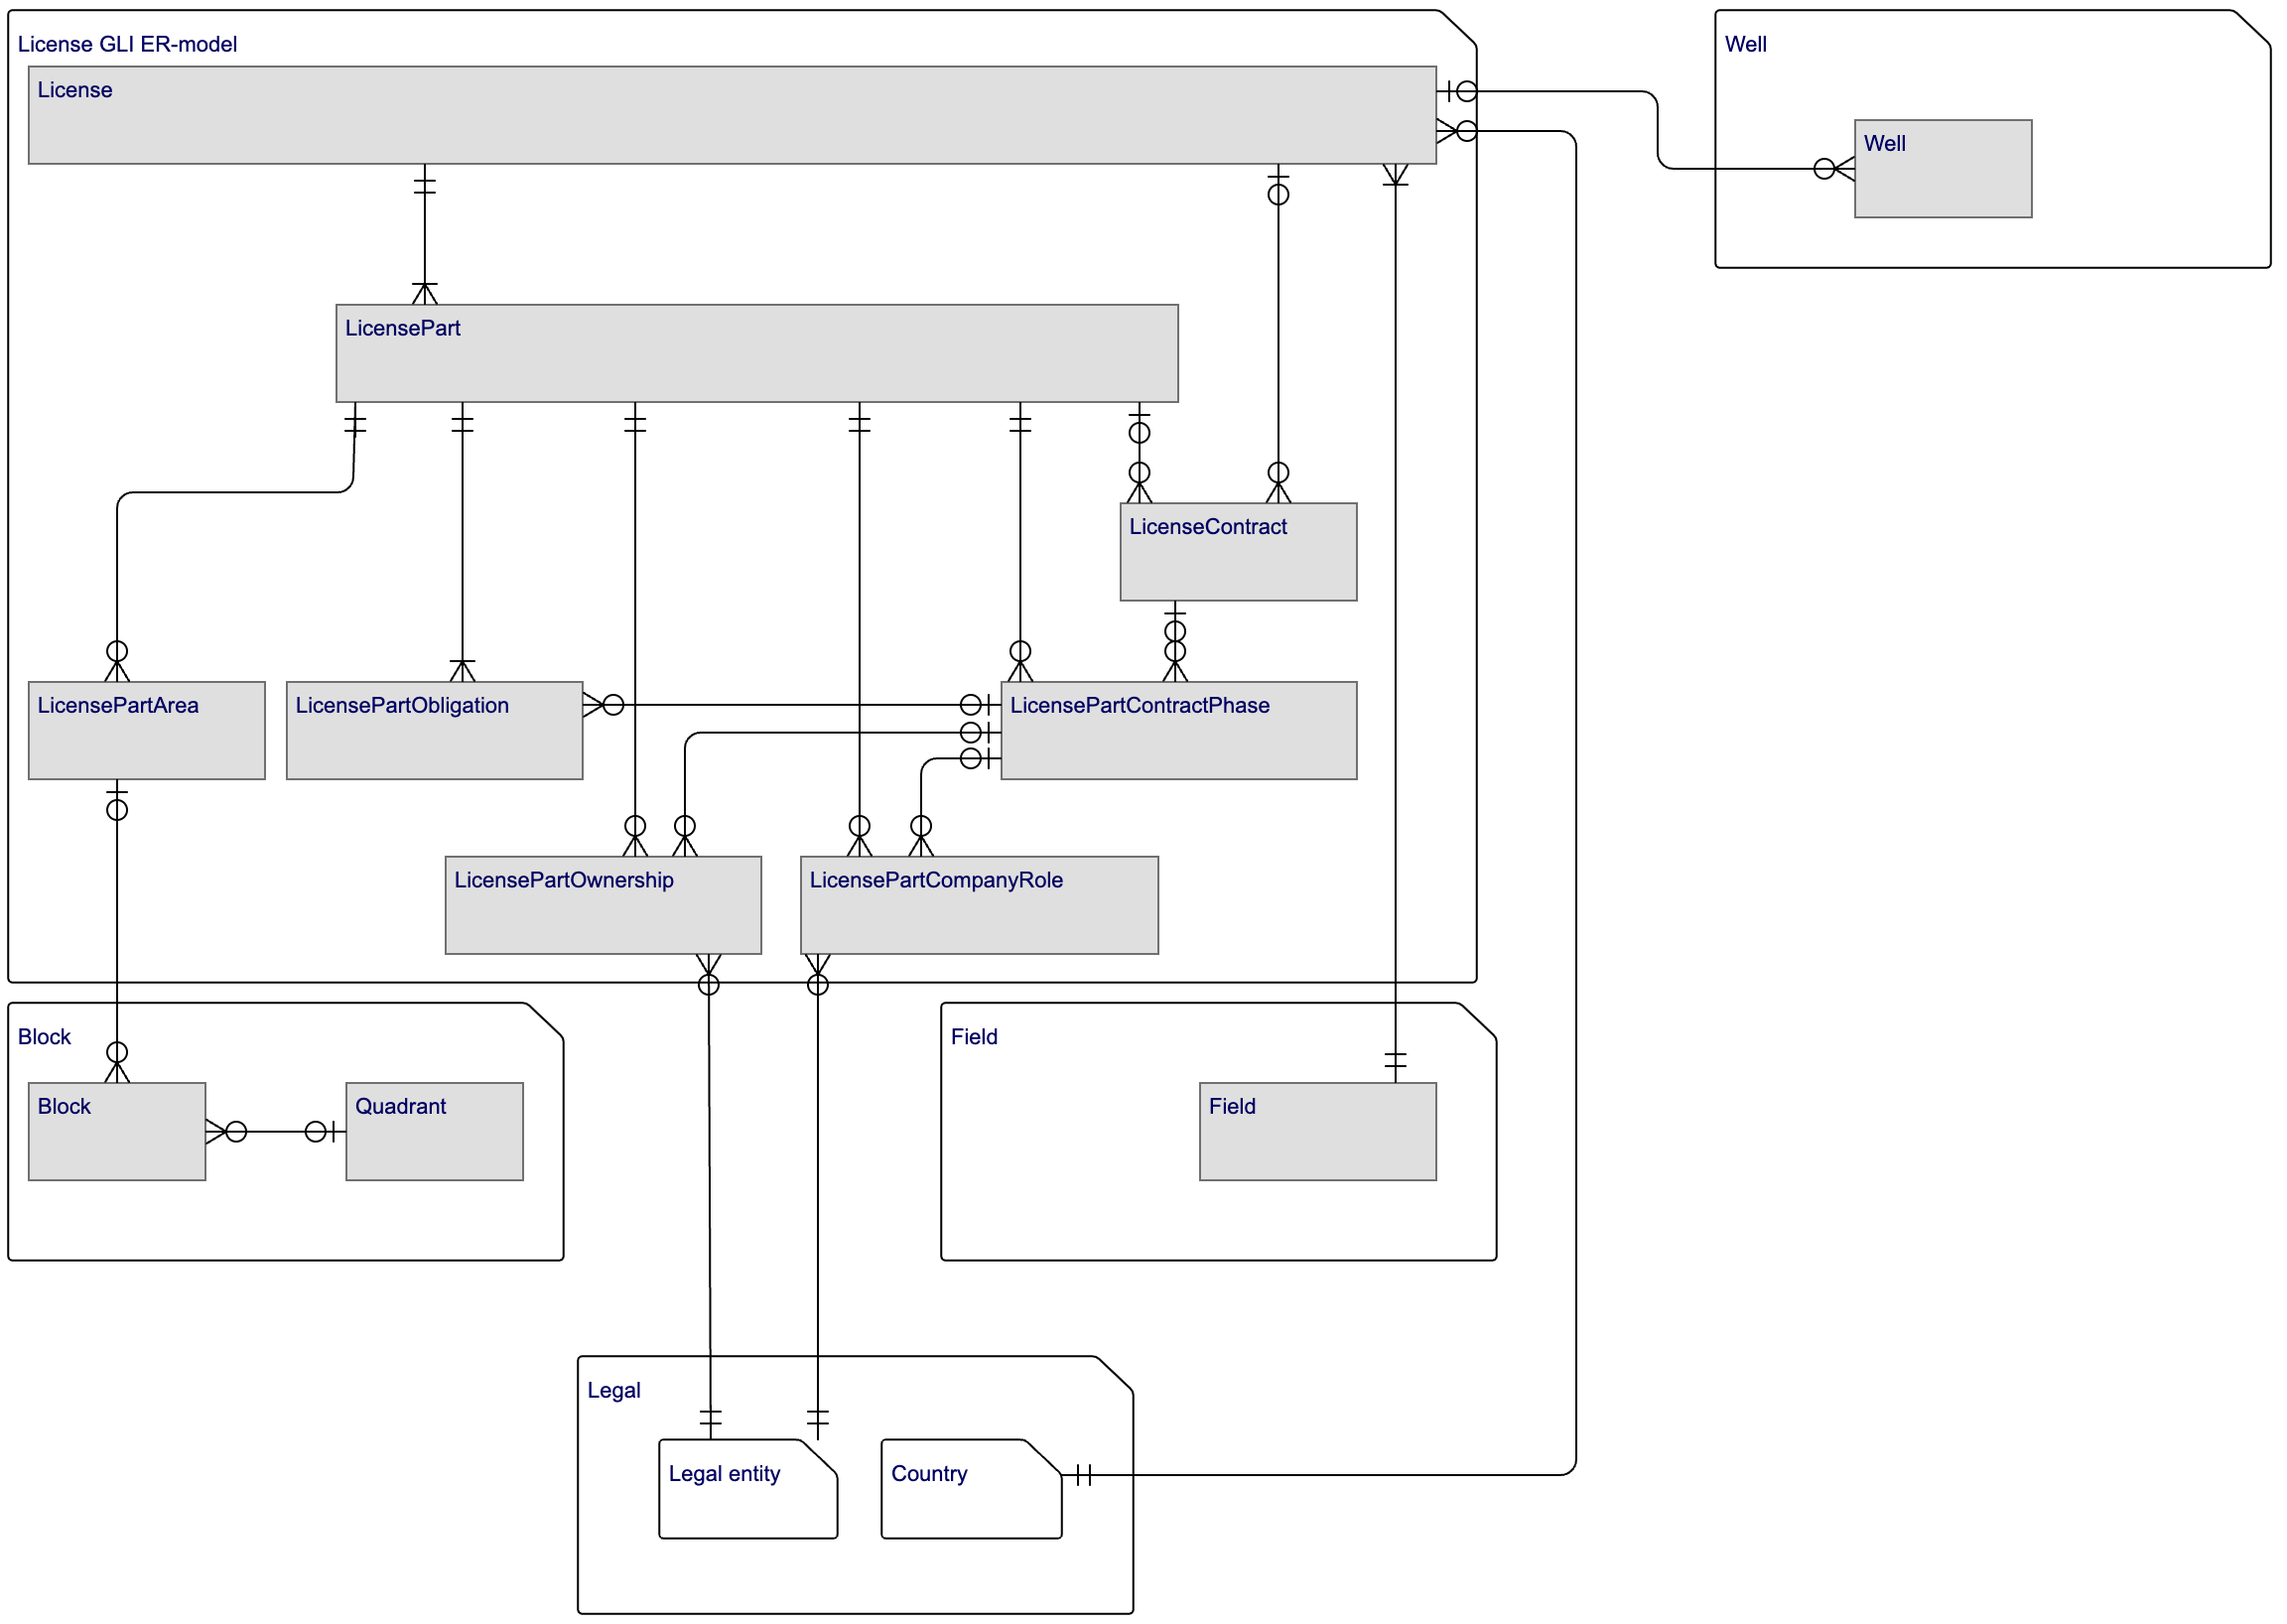 License GLI ER-model
Well
License
Well
LicensePart
LicenseContract
LicensePartArea
LicensePartObligation
LicensePartContractPhase
LicensePartOwnership
LicensePartCompanyRole
Block
Field
Block
Quadrant
Field
Legal
Legal entity
Country